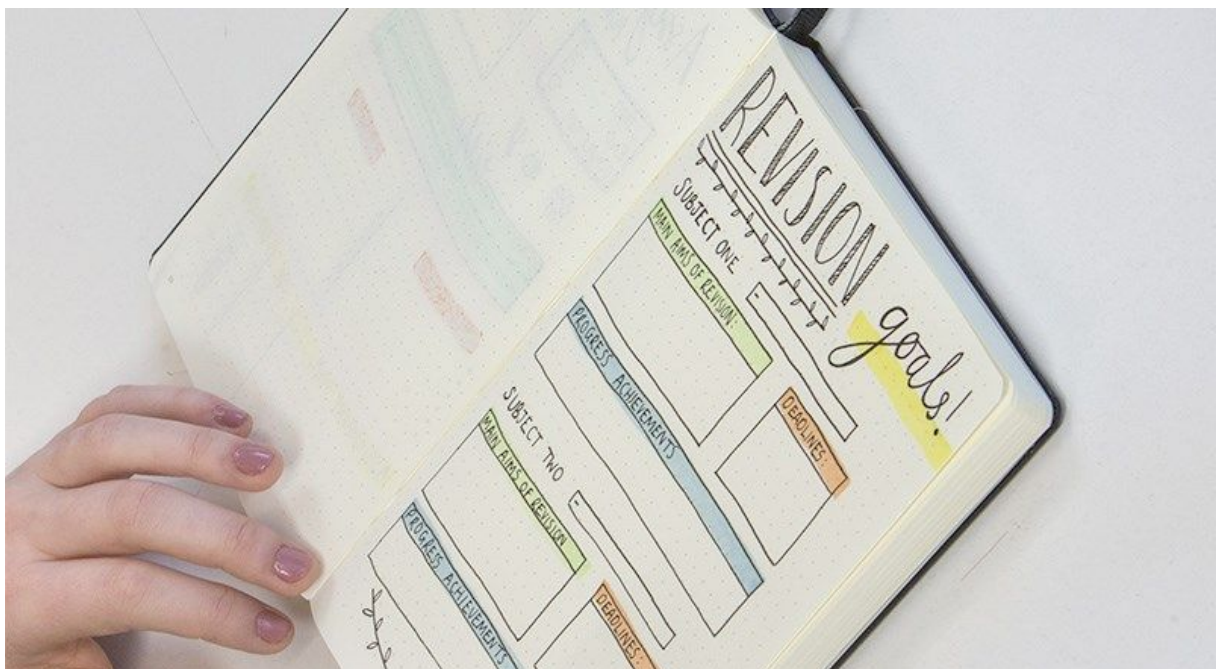 REVISION goals!
SUBJECT ONE
MAIN AIMS OF REVISION:
DEADLINES:
PROGRESS ACHIEVEMENTS
SUBJECT TWO
MAIN AIMS OF REVISION
DEADLINES:
PROGRESS ACHIEVEMENTS